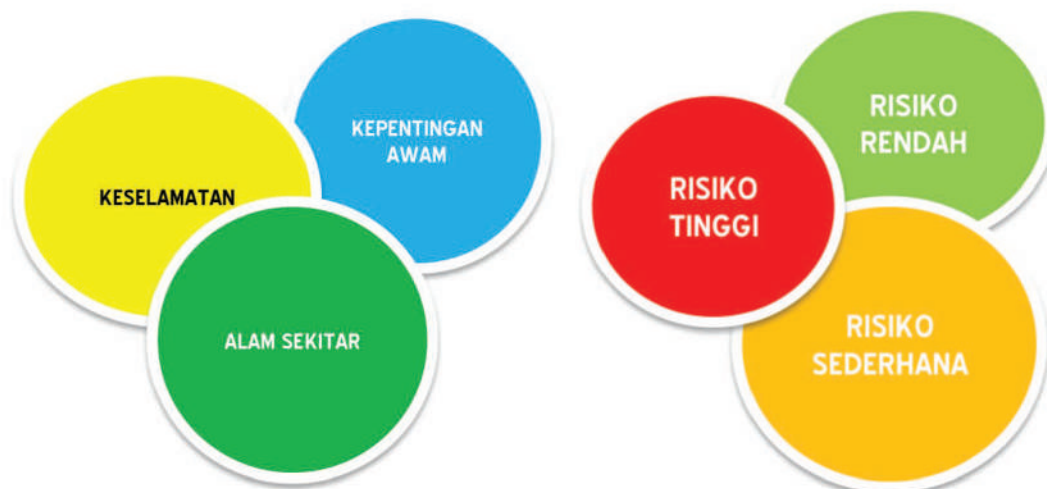 KESELAMATAN
KEPENTINGAN
AWAM
ALAM SEKITAR
RISIKO
TINGGI
RISIKO
RENDAH
RISIKO
SEDERHANA